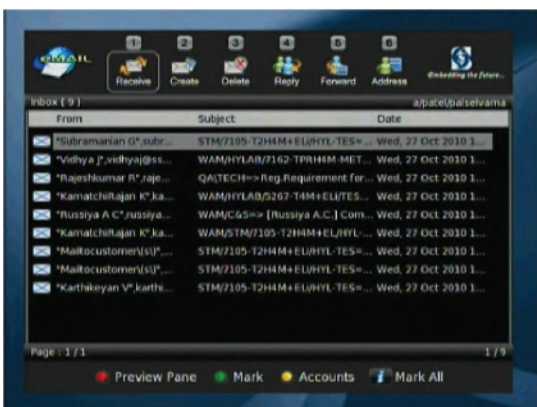 eMAIL
1 2 3 4 5 6
Receive Create Delete Reply Forward Address
Embedding the future...
Inbox ( 9 ) a/patel/palselvama
From Subject Date
"Subramanian G",subr... STM/7105-T2H4M+ELI/HYL-TES=... Wed, 27 Oct 2010 1...
"Vidhya J",vidhyaj@ss... WAM/HYLAB/7162-TPRH4M-MET... Wed, 27 Oct 2010 1...
"Rajeshkumar R",raje... QA(TECH=>Reg.Requirement for... Wed, 27 Oct 2010 1...
"KamatchiRajan K",ka... WAM/HYLAB/5267-T4M+ELI/TES... Wed, 27 Oct 2010 1...
"Russiya A C",russiya... WAM/C&S=> [Russiya A.C.] Com... Wed, 27 Oct 2010 1...
"KamatchiRajan K",ka... WAM/STM/7105-T2H4M+EL/HYL-... Wed, 27 Oct 2010 1...
"Mailtocustomer\(s\)",... STM/7105-T2H4M+ELI/HYL-TES=... Wed, 27 Oct 2010 1...
"Mailtocustomer\(s\)",... STM/7105-T2H4M+ELI/HYL-TES=... Wed, 27 Oct 2010 1...
"Karthikeyan V",karthi... STM/7105-T2H4M+ELI/HYL-TES=... Wed, 27 Oct 2010 1...
Page : 1/1 1/9
Preview Pane Mark Accounts i Mark All